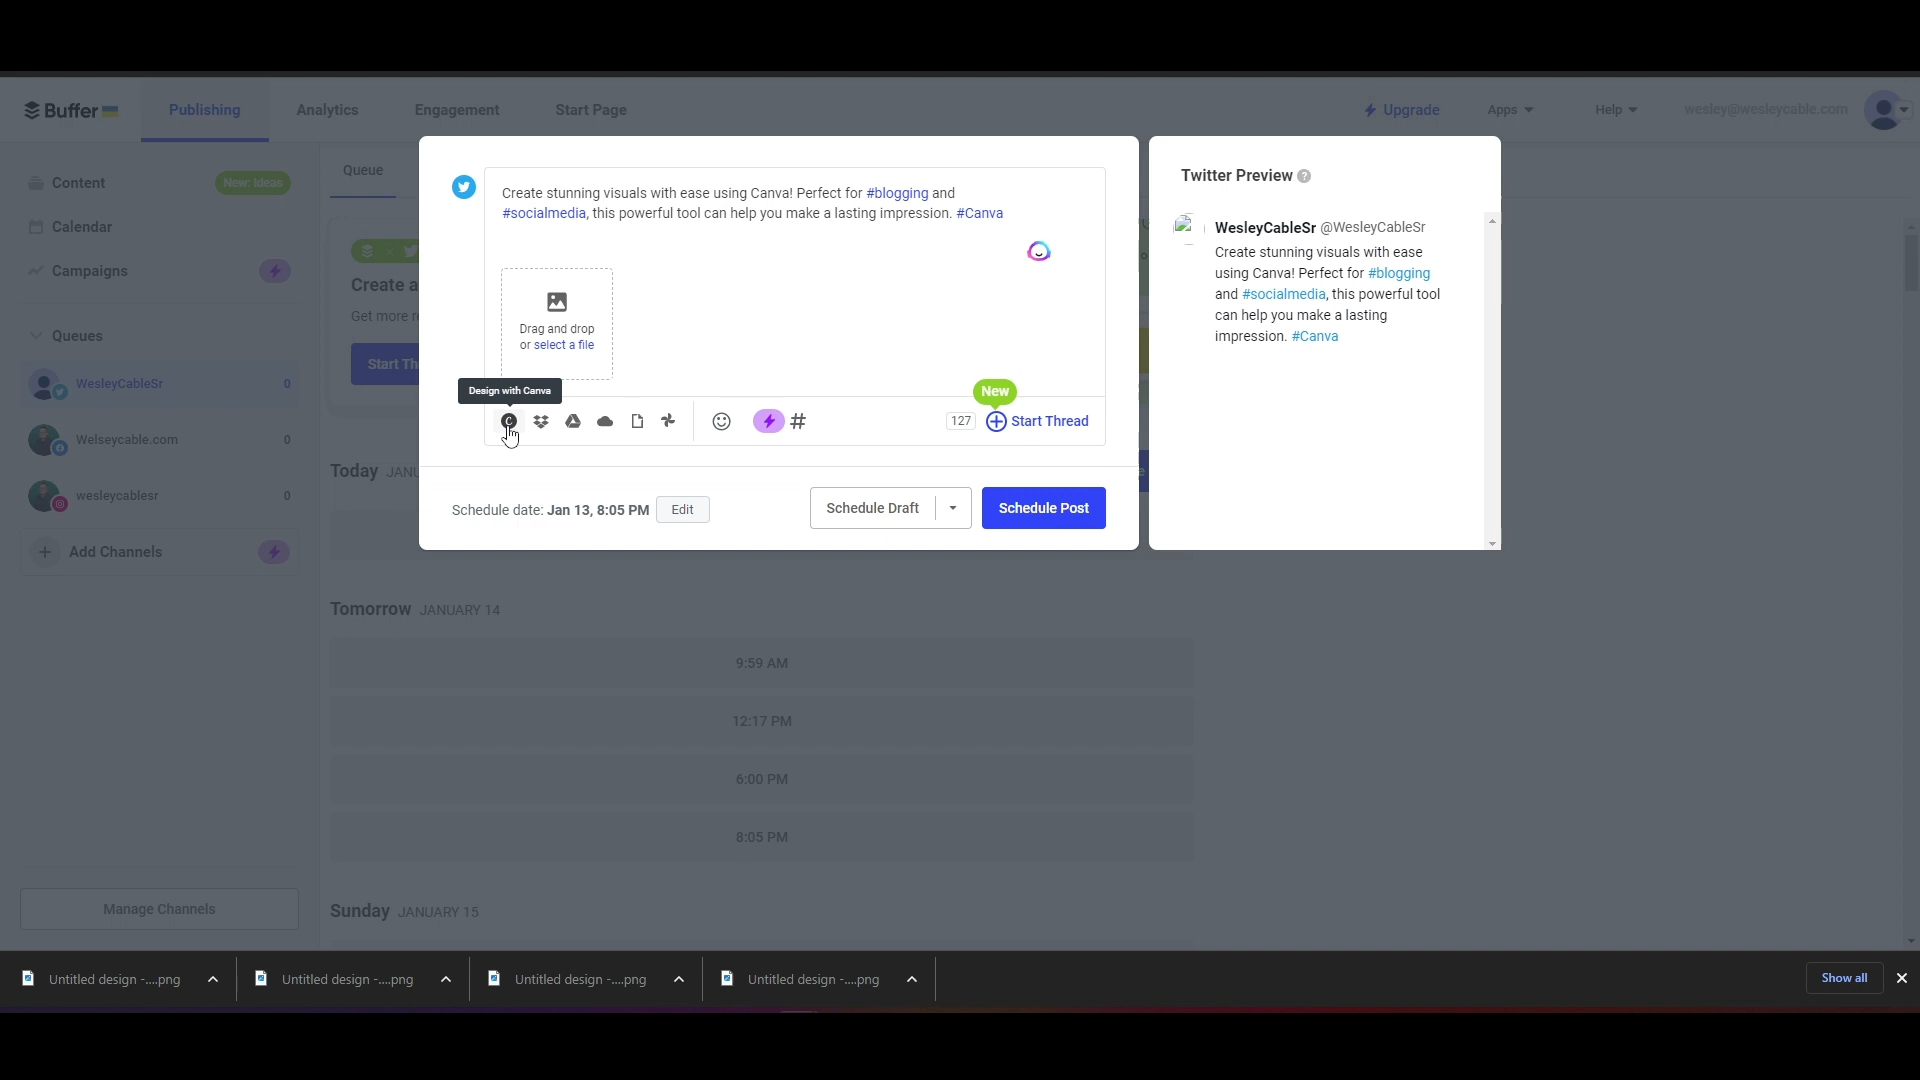 Buffer
Publishing
Analytics
Engagement
Start Page
Upgrade
Apps
Help
wesley@wesleycable.com
Content
New: Ideas
Calendar
Campaigns
Queues
WesleyCableSr
0
Welseycable.com
0
wesleycablesr
0
Add Channels
Manage Channels
Queue
Create a
Get more r
Start Th
Create stunning visuals with ease using Canva! Perfect for #blogging and
#socialmedia, this powerful tool can help you make a lasting impression. #Canva
Drag and drop
or select a file
Design with Canva
C
New
127
Start Thread
Schedule date: Jan 13, 8:05 PM
Edit
Schedule Draft
Schedule Post
Twitter Preview ?
WesleyCableSr @WesleyCableSr
Create stunning visuals with ease
using Canva! Perfect for #blogging
and #socialmedia, this powerful tool
can help you make a lasting
impression. #Canva
Today JANU
Tomorrow JANUARY 14
9:59 AM
12:17 PM
6:00 PM
8:05 PM
Sunday JANUARY 15
Untitled design -....png
Untitled design -....png
Untitled design -....png
Untitled design -....png
Show all